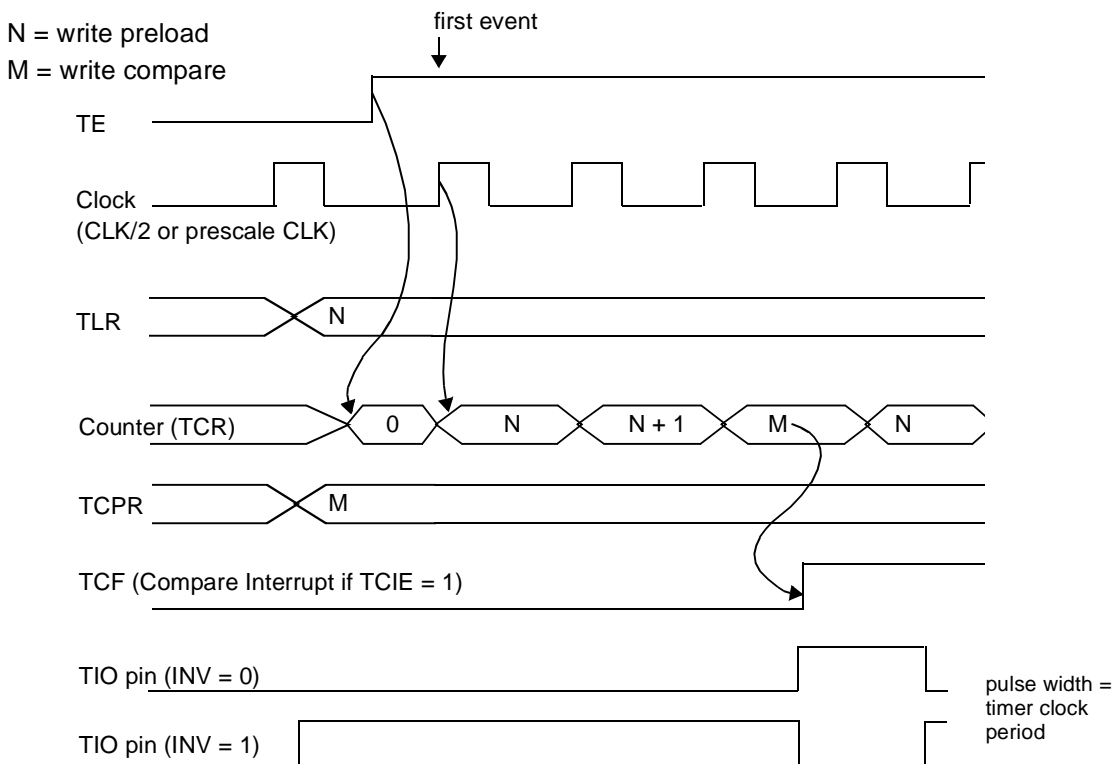 first event
N = write preload
M = write compare
TE
Clock
(CLK/2 or prescale CLK)
TLR
N
Counter (TCR)
0
N
N + 1
M
N
TCPR
M
TCF (Compare Interrupt if TCIE = 1)
TIO pin (INV = 0)
pulse width =
timer clock
period
TIO pin (INV = 1)